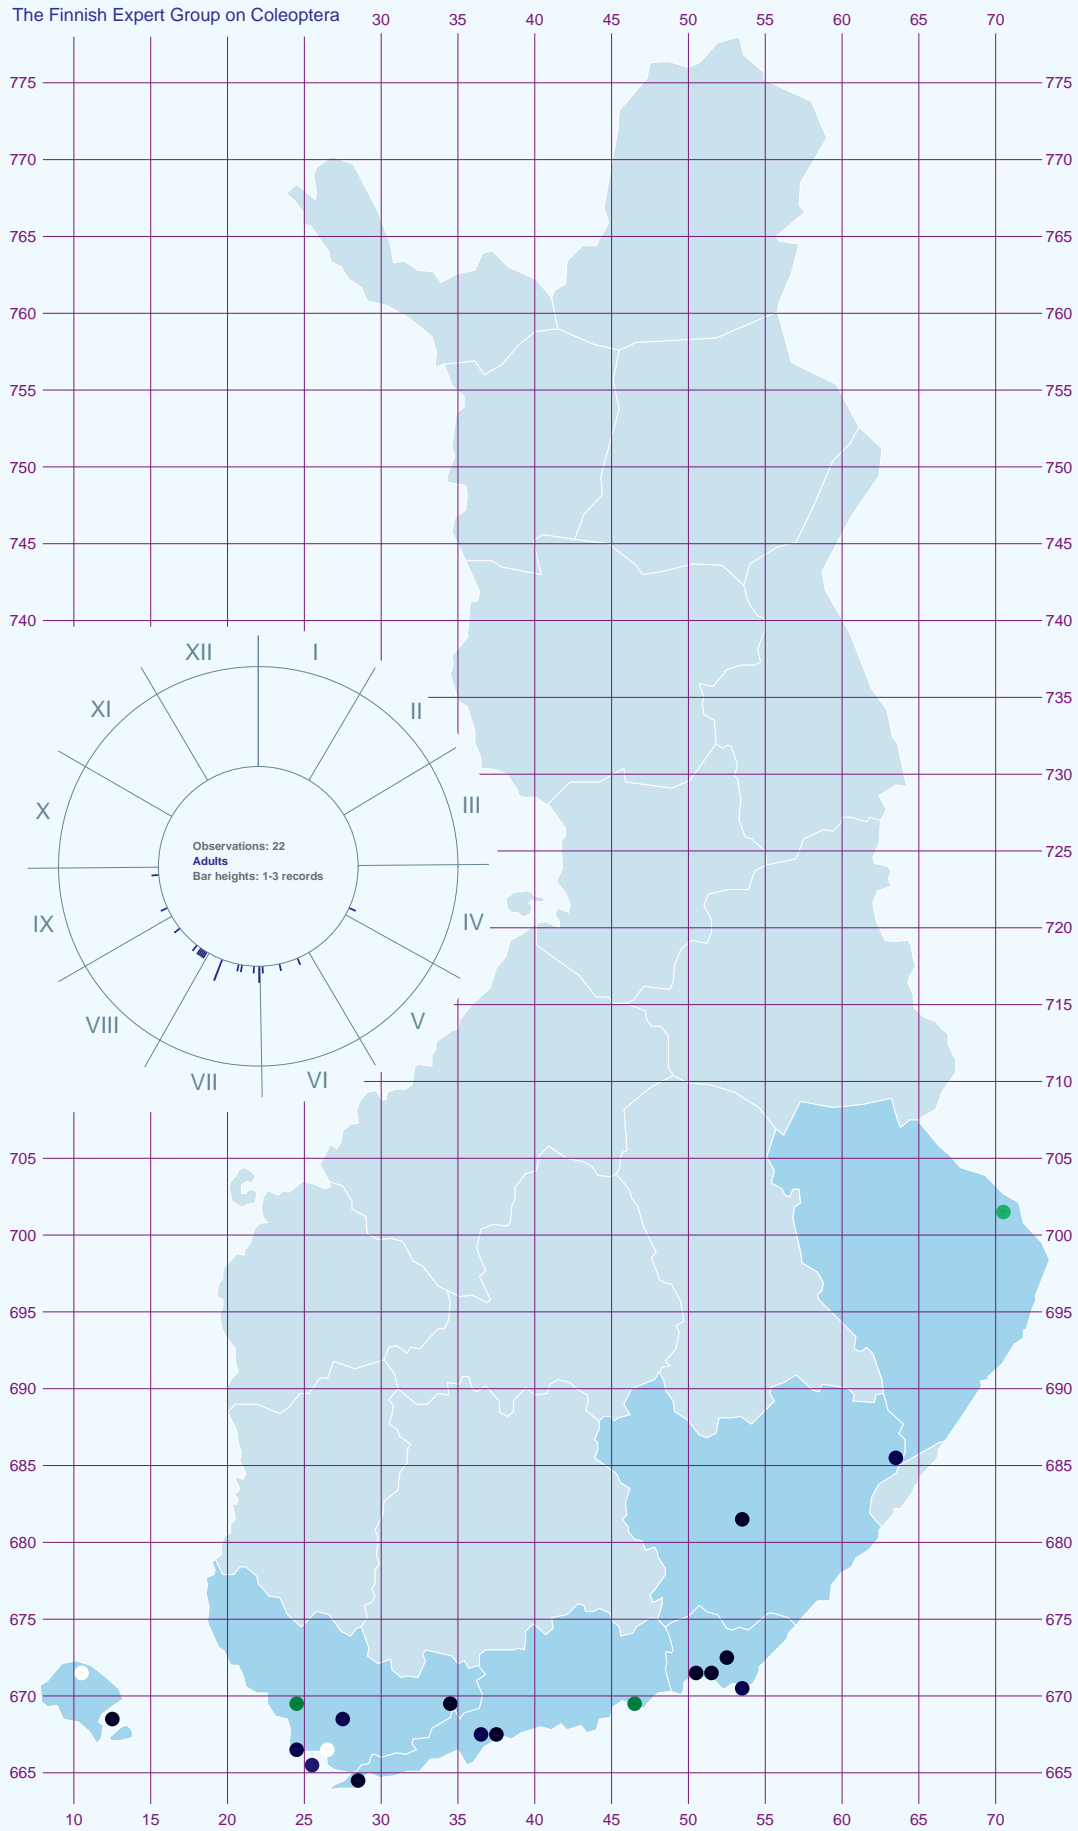 The Finnish Expert Group on Coleoptera
30 35 40 45 50 55 60 65 70
775 775
770 770
765 765
760 760
755 755
750 750
745 745
740 740
735
730
725
720
715
710
705 705
700 700
695 695
690 690
685 685
680 680
675 675
670 670
665 665
XII I
XI II
X III
Observations: 22
Adults
Bar heights: 1-3 records
IX IV
VIII V
VII VI
10 15 20 25 30 35 40 45 50 55 60 65 70